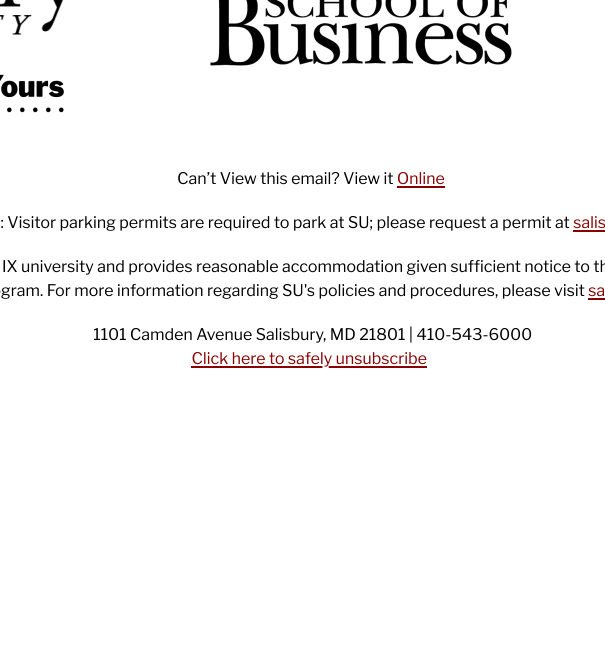 SCHOOL OF
TY
Business
Yours
Can’t View this email? View it Online
: Visitor parking permits are required to park at SU; please request a permit at salis
IX university and provides reasonable accommodation given sufficient notice to th
gram. For more information regarding SU's policies and procedures, please visit sa
1101 Camden Avenue Salisbury, MD 21801 | 410-543-6000
Click here to safely unsubscribe